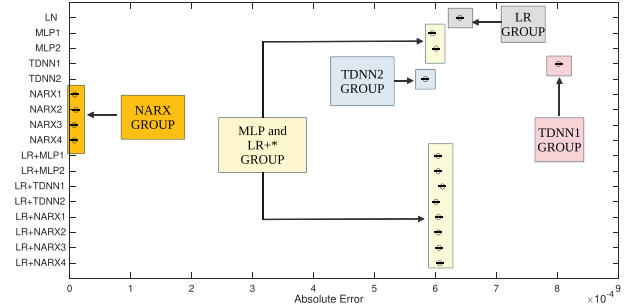 LN
MLP1
MLP2
TDNN1
TDNN2
NARX1
NARX2
NARX3
NARX4
LR+MLP1
LR+MLP2
LR+TDNN1
LR+TDNN2
LR+NARX1
LR+NARX2
LR+NARX3
LR+NARX4
LR
GROUP
TDNN2
GROUP
NARX
GROUP
MLP and
LR+*
GROUP
TDNN1
GROUP
0 1 2 3 4 5 6 7 8 9
Absolute Error
×10⁻⁴